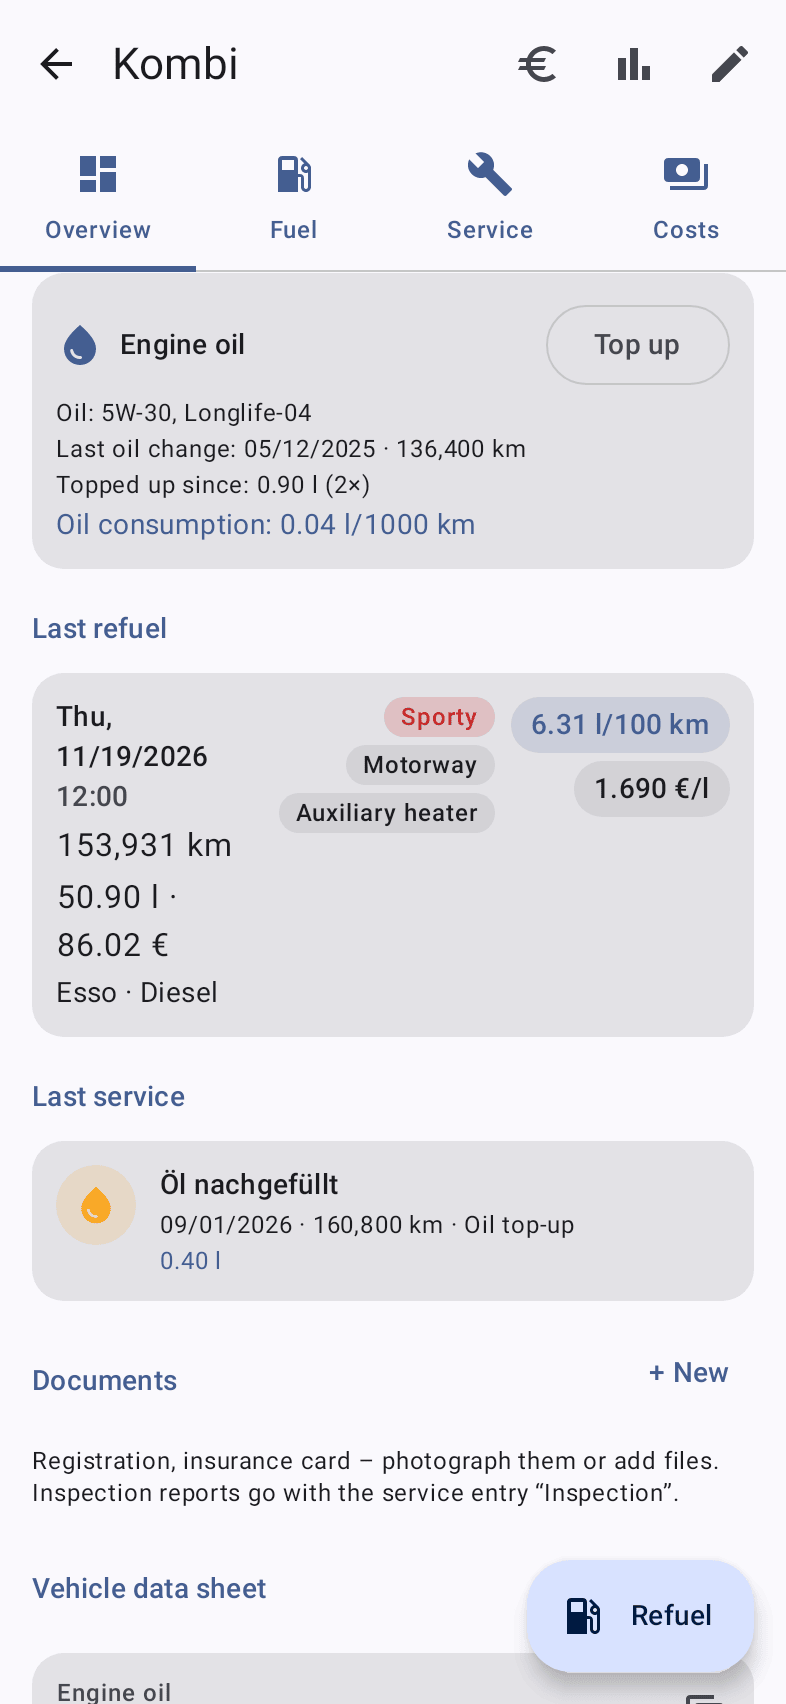 Kombi
Overview
Fuel
Service
Costs
Engine oil
Top up
Oil: 5W-30, Longlife-04
Last oil change: 05/12/2025 · 136,400 km
Topped up since: 0.90 l (2×)
Oil consumption: 0.04 l/1000 km
Last refuel
Thu,
11/19/2026
12:00
153,931 km
50.90 l ·
86.02 €
Esso · Diesel
Sporty
Motorway
Auxiliary heater
6.31 l/100 km
1.690 €/l
Last service
Öl nachgefüllt
09/01/2026 · 160,800 km · Oil top-up
0.40 l
Documents
+ New
Registration, insurance card – photograph them or add files.
Inspection reports go with the service entry “Inspection”.
Vehicle data sheet
Refuel
Engine oil